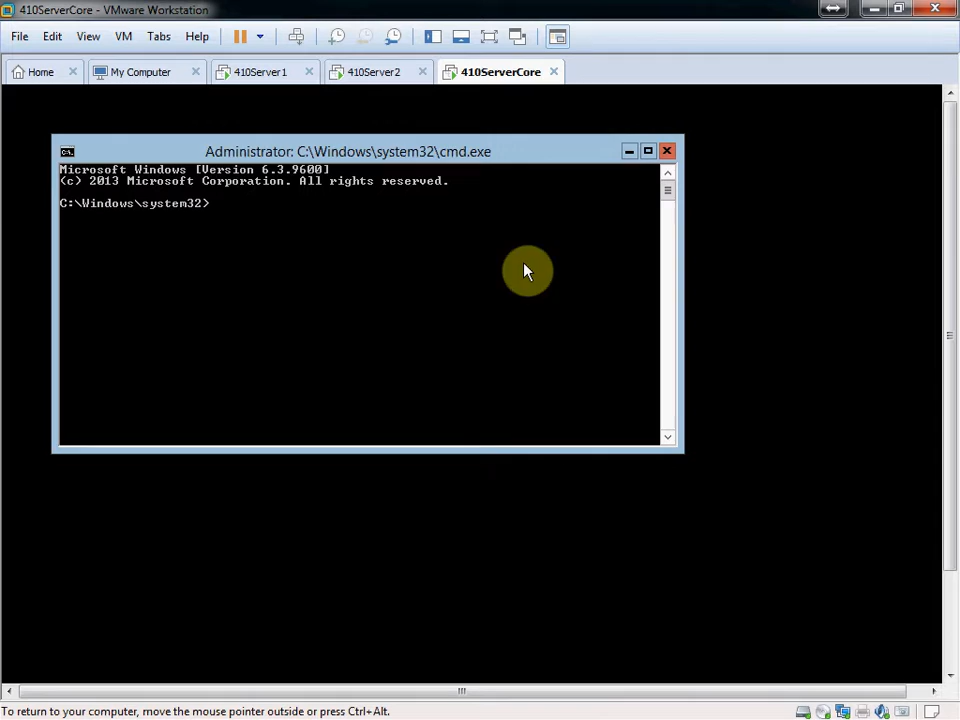 410ServerCore - VMware Workstation
File Edit View VM Tabs Help
Home My Computer 410Server1 410Server2 410ServerCore
Administrator: C:\Windows\system32\cmd.exe
Microsoft Windows [Version 6.3.9600]
(c) 2013 Microsoft Corporation. All rights reserved.
C:\Windows\system32>
To return to your computer, move the mouse pointer outside or press Ctrl+Alt.